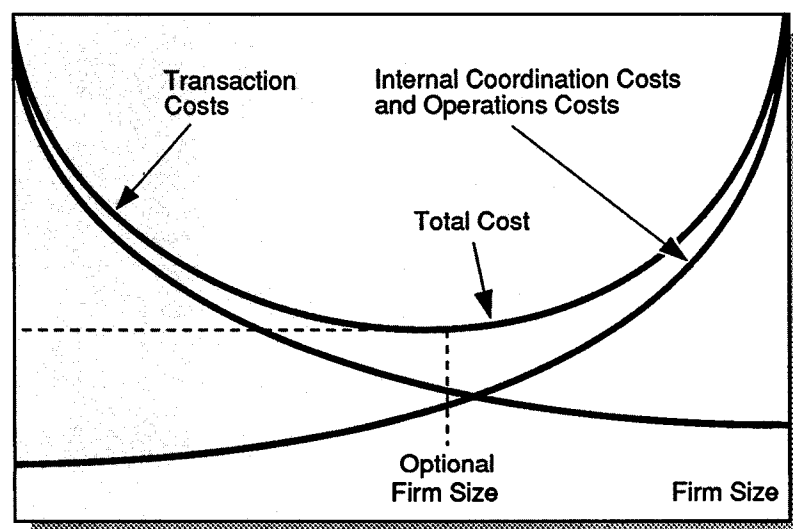 Transaction
Costs
Internal Coordination Costs
and Operations Costs
Total Cost
Optional
Firm Size
Firm Size